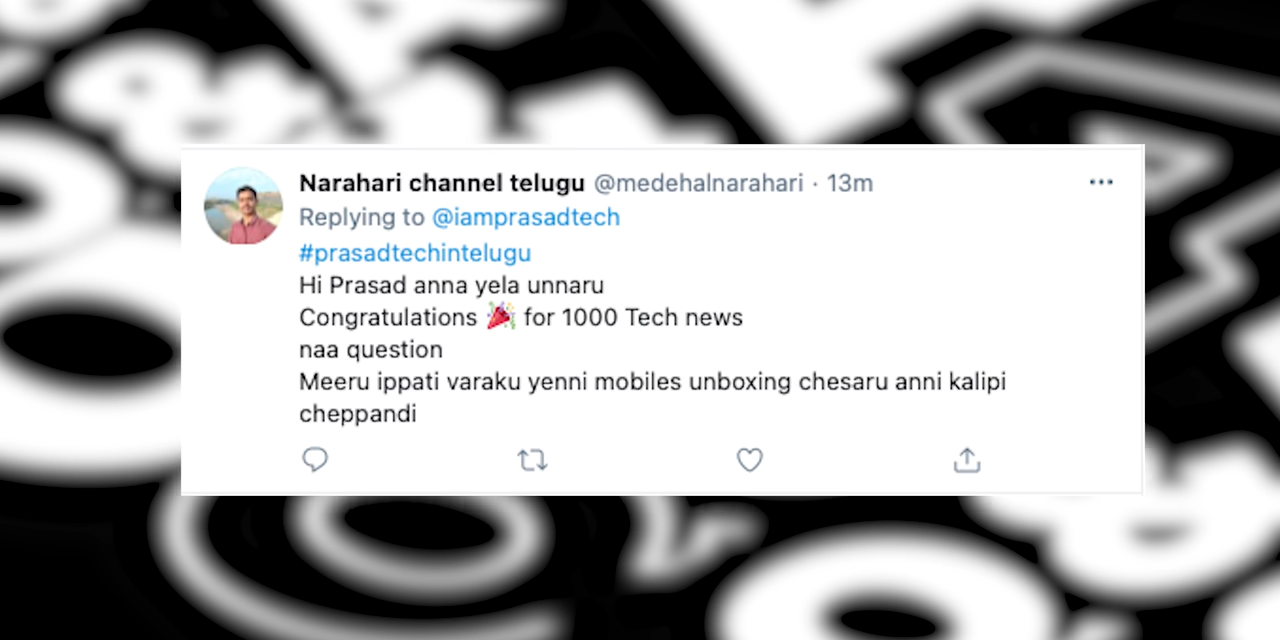 Narahari channel telugu @medehalnarahari · 13m
Replying to @iamprasadtech
#prasadtechintelugu
Hi Prasad anna yela unnaru
Congratulations 🎉 for 1000 Tech news
naa question
Meeru ippati varaku yenni mobiles unboxing chesaru anni kalipi
cheppandi